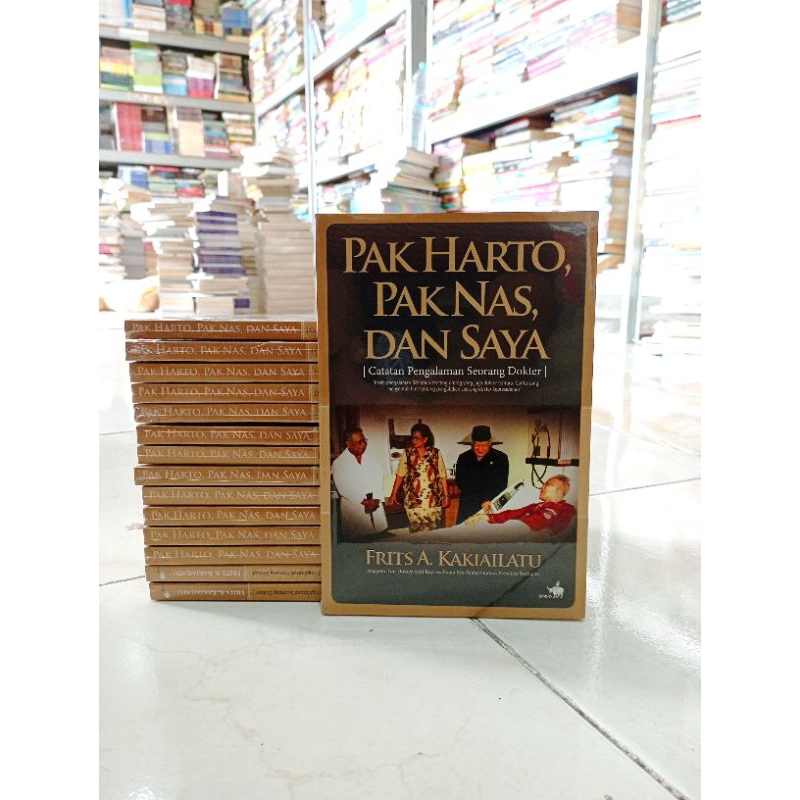 PAK HARTO,
PAK NAS,
DAN SAYA
| Catatan Pengalaman Seorang Dokter |
FRITS A. KAKIAILATU
PAK HARTO, PAK NAS, DAN SAYA
PAK HARTO, PAK NAS, DAN SAYA
PAK HARTO, PAK NAS, DAN SAYA
PAK HARTO, PAK NAS, DAN SAYA
PAK HARTO, PAK NAS, DAN SAYA
PAK HARTO, PAK NAS, DAN SAYA
PAK HARTO, PAK NAS, DAN SAYA
PAK HARTO, PAK NAS, DAN SAYA
PAK HARTO, PAK NAS, DAN SAYA
PAK HARTO, PAK NAS, DAN SAYA
PAK HARTO, PAK NAS, DAN SAYA
PAK HARTO, PAK NAS, DAN SAYA
FRITS A. KAKIAILATU
FRITS A. KAKIAILATU